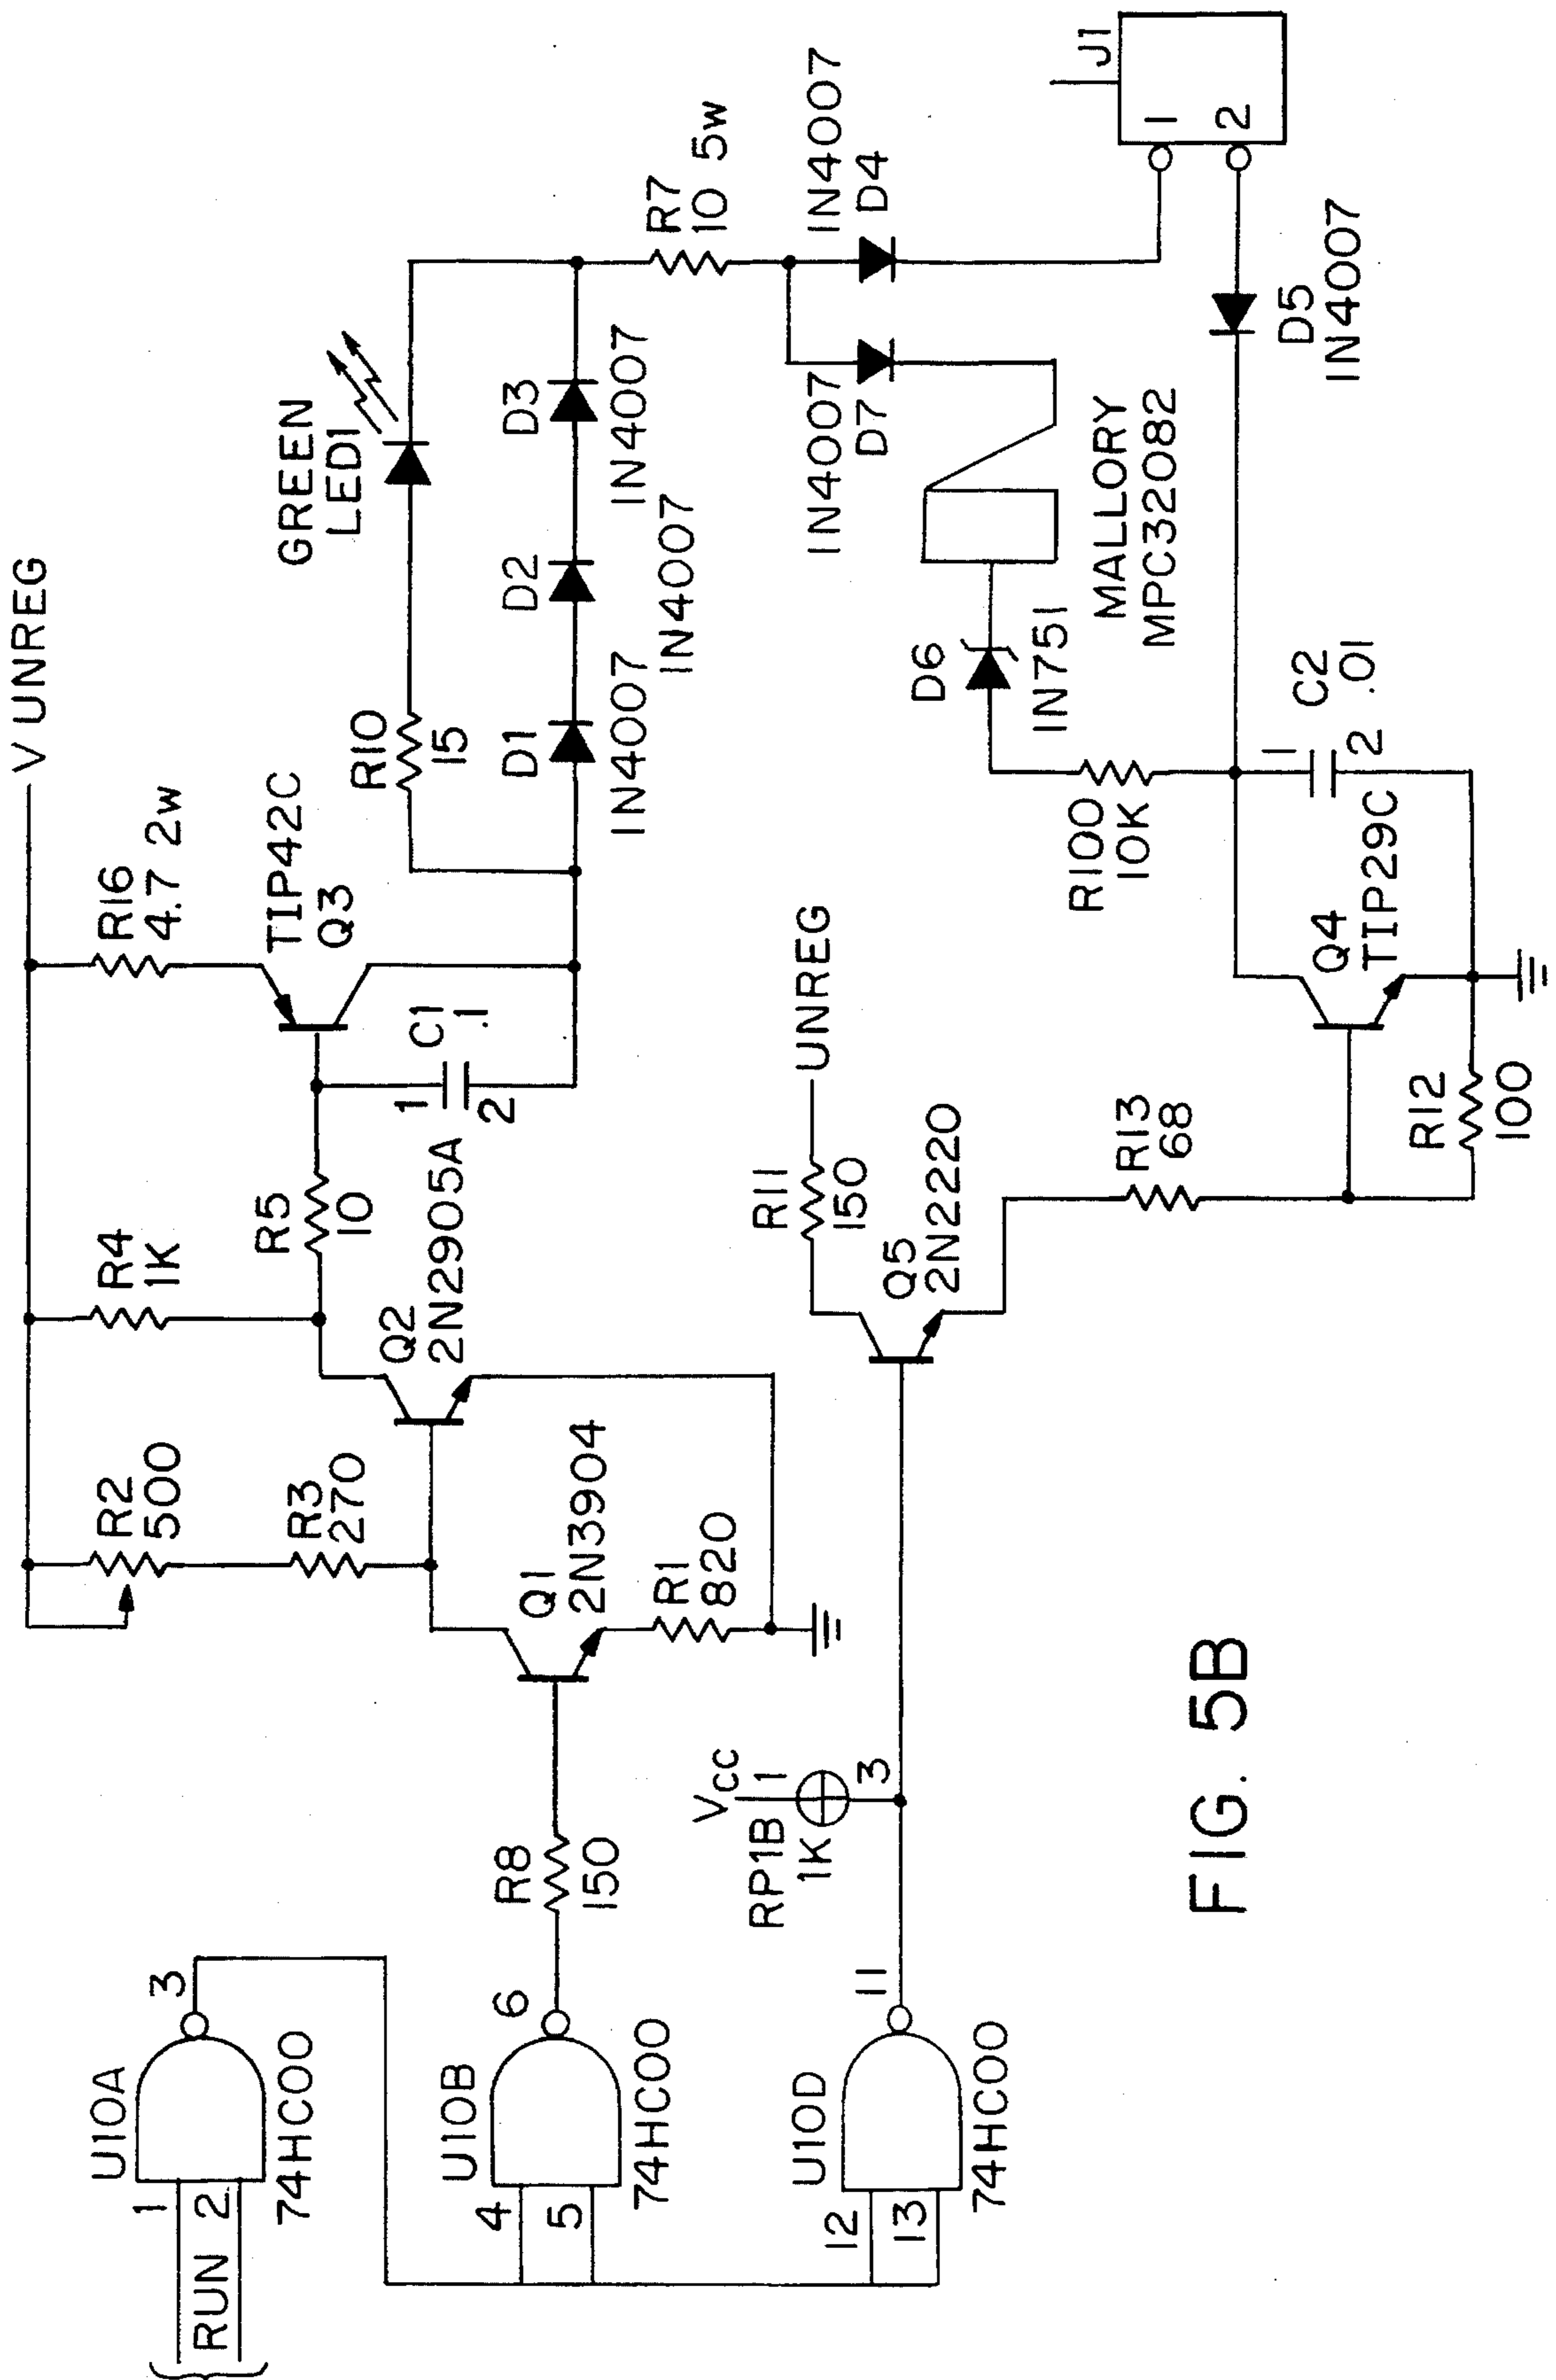 V UNREG
R2
500
R4
1K
R16
4.7 2w
TIP42C
Q3
GREEN
LED1
R10
15
R3
270
R5
10
C1
.1
1
2
D1
IN4007
D2
IN4007
D3
IN4007
Q2
2N2905A
Q1
2N3904
R1
820
R8
150
U10A
1
RUN 2
3
74HC00
U10B
4
5
6
74HC00
U10D
12
13
11
74HC00
VCC
RP1B
1K
1
3
R11
150
UNREG
Q5
2N2220
R13
68
R12
100
Q4
TIP29C
R100
10K
D6
IN751
MALLORY
MPC32082
C2
.01
1
2
R7
10 5w
IN4007
D7
IN4007
D4
D5
IN4007
J1
1
2
FIG. 5B